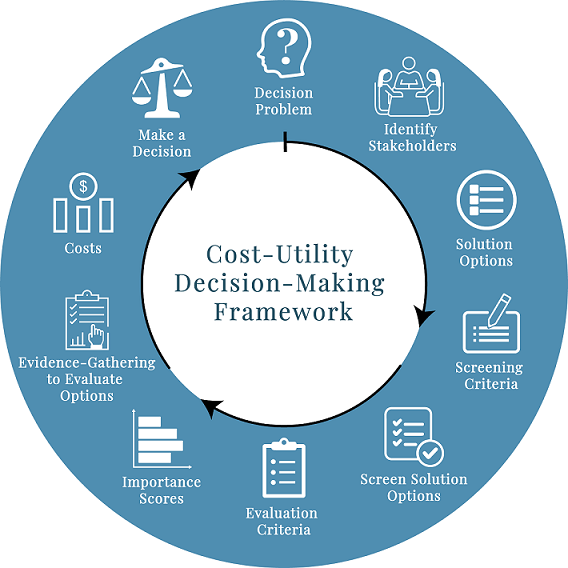 Cost-Utility
Decision-Making
Framework
Decision
Problem
Identify
Stakeholders
Solution
Options
Screening
Criteria
Screen Solution
Options
Evaluation
Criteria
Importance
Scores
Evidence-Gathering
to Evaluate
Options
$
Costs
Make a
Decision
?